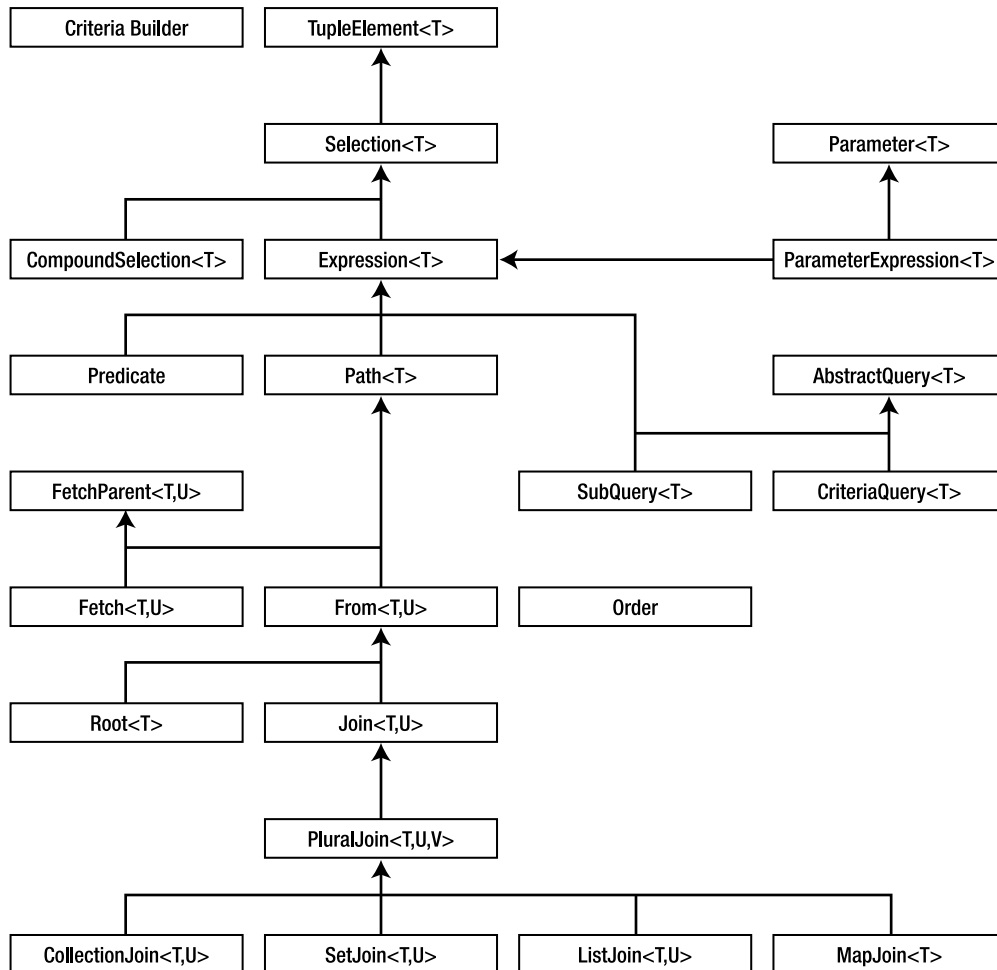 Criteria Builder
TupleElement<T>
Selection<T>
Parameter<T>
CompoundSelection<T>
Expression<T>
ParameterExpression<T>
Predicate
Path<T>
AbstractQuery<T>
FetchParent<T,U>
SubQuery<T>
CriteriaQuery<T>
Fetch<T,U>
From<T,U>
Order
Root<T>
Join<T,U>
PluralJoin<T,U,V>
CollectionJoin<T,U>
SetJoin<T,U>
ListJoin<T,U>
MapJoin<T>